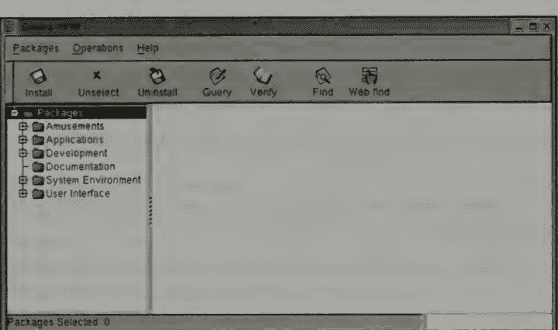 Packages Operations Help
Install Unselect Uninstall Query Verify Find Web find
Packages
Amusements
Applications
Development
Documentation
System Environment
User Interface
Packages Selected 0